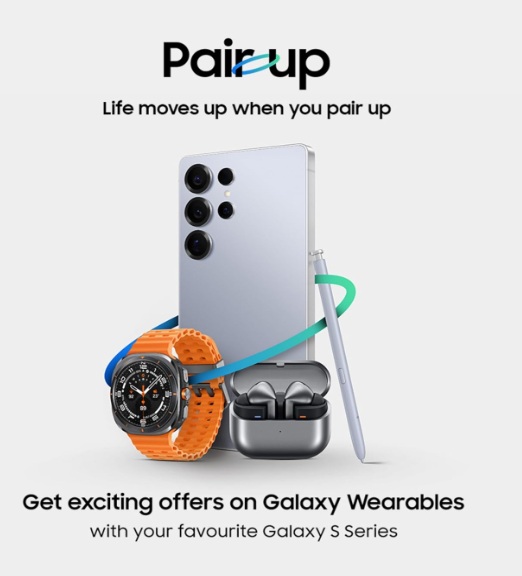 Pair up
Life moves up when you pair up
Get exciting offers on Galaxy Wearables
with your favourite Galaxy S Series